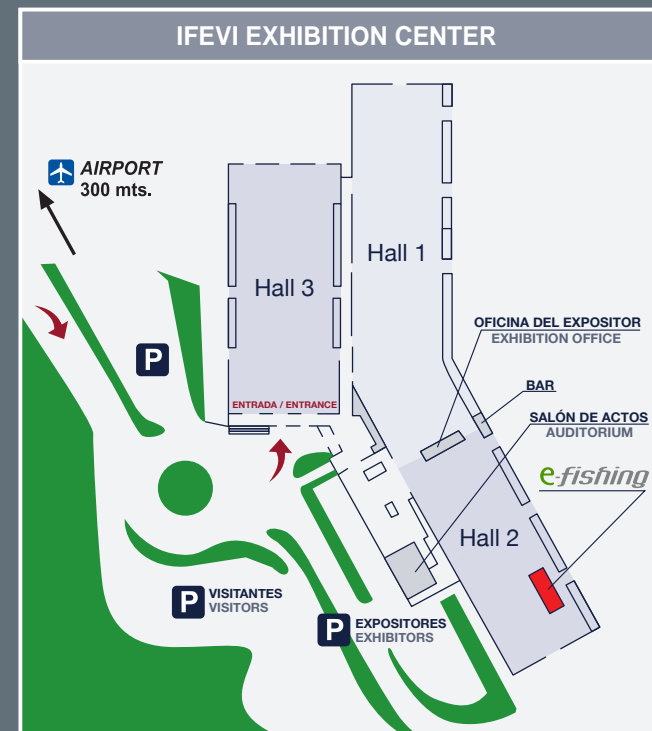 IFEVI EXHIBITION CENTER
AIRPORT
300 mts.
Hall 1
Hall 3
OFICINA DEL EXPOSITOR
EXHIBITION OFFICE
P
BAR
ENTRADA / ENTRANCE
SALÓN DE ACTOS
AUDITORIUM
e-fishing
Hall 2
P
VISITANTES
VISITORS
P
EXPOSITORES
EXHIBITORS